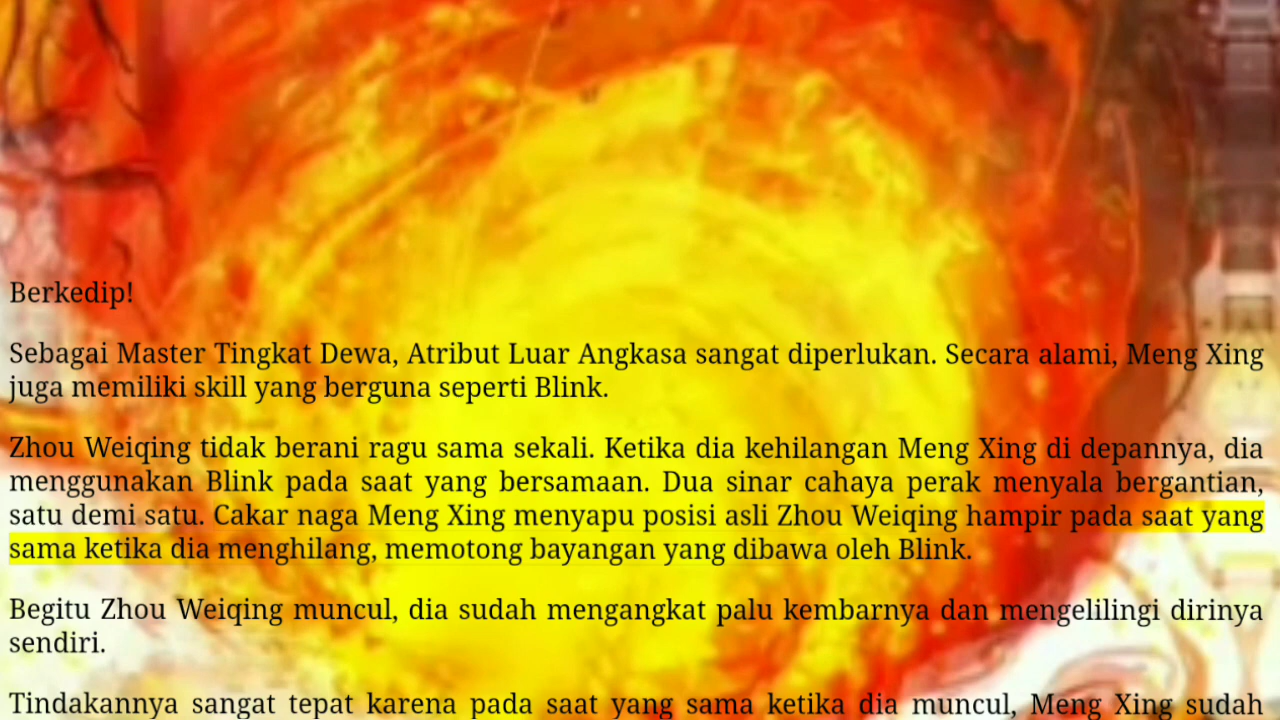 Berkedip!
Sebagai Master Tingkat Dewa, Atribut Luar Angkasa sangat diperlukan. Secara alami, Meng Xing
juga memiliki skill yang berguna seperti Blink.
Zhou Weiqing tidak berani ragu sama sekali. Ketika dia kehilangan Meng Xing di depannya, dia
menggunakan Blink pada saat yang bersamaan. Dua sinar cahaya perak menyala bergantian,
satu demi satu. Cakar naga Meng Xing menyapu posisi asli Zhou Weiqing hampir pada saat yang
sama ketika dia menghilang, memotong bayangan yang dibawa oleh Blink.
Begitu Zhou Weiqing muncul, dia sudah mengangkat palu kembarnya dan mengelilingi dirinya
sendiri.
Tindakannya sangat tepat karena pada saat yang sama ketika dia muncul, Meng Xing sudah